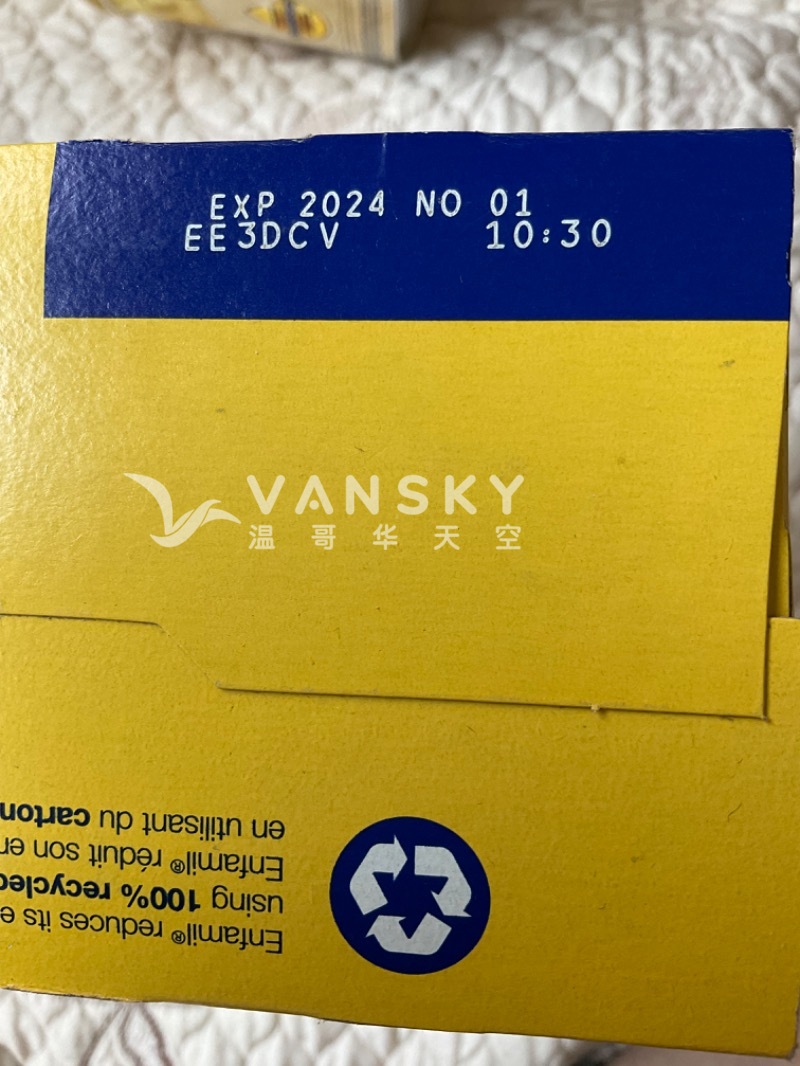 EXP 2024 NO 01
EE3DCV 10:30
VANSKY
温哥华天空
Enfamil® reduces its e
using 100% recycled
Enfamil® réduit son em
en utilisant du carton